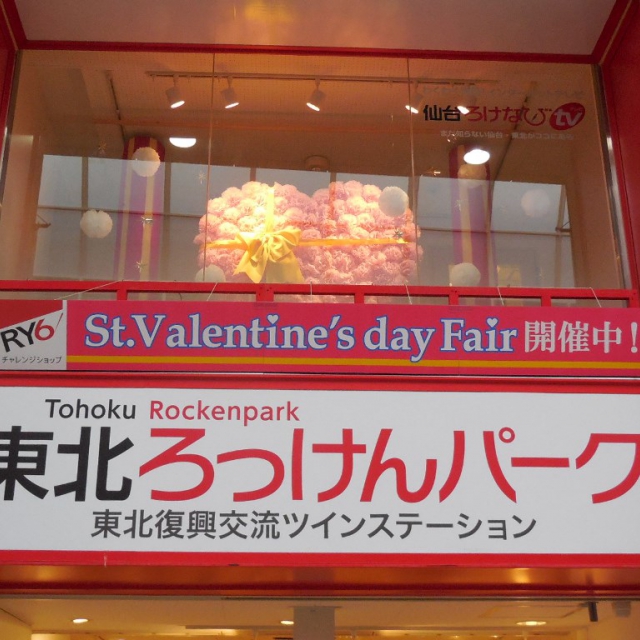 仙台ろけなびtv
RY6
チャレンジショップ
St.Valentine's day Fair 開催中!
Tohoku Rockenpark
東北ろっけんパーク
東北復興交流ツインステーション